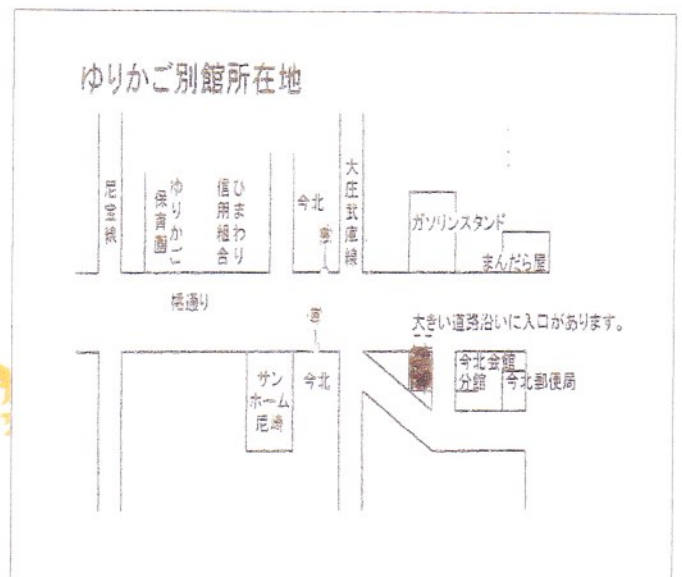 ゆりかご別館所在地
尼宝線
ゆりかご
保育園
ひまわり
信用組合
今北
大庄武庫線
ガソリンスタンド
まんだら屋
橘通り
大きい道路沿いに入口があります。
ここ
サン
ホーム
尼崎
今北
今北会館
分館
今北郵便局